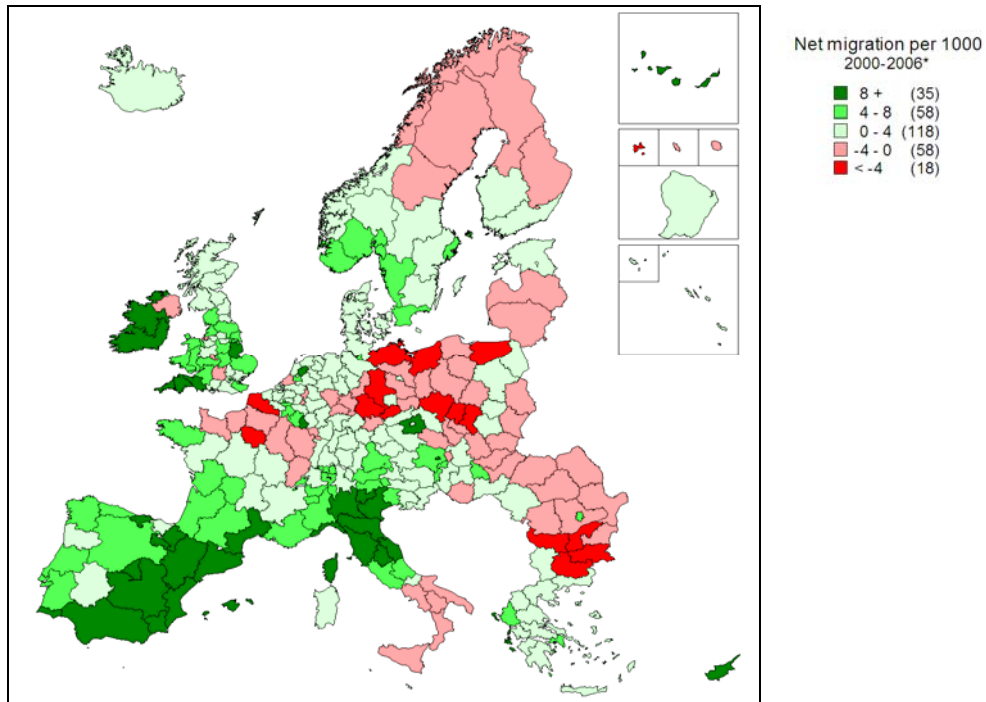 Net migration per 1000
2000-2006*
8 + (35)
4 - 8 (58)
0 - 4 (118)
-4 - 0 (58)
< -4 (18)